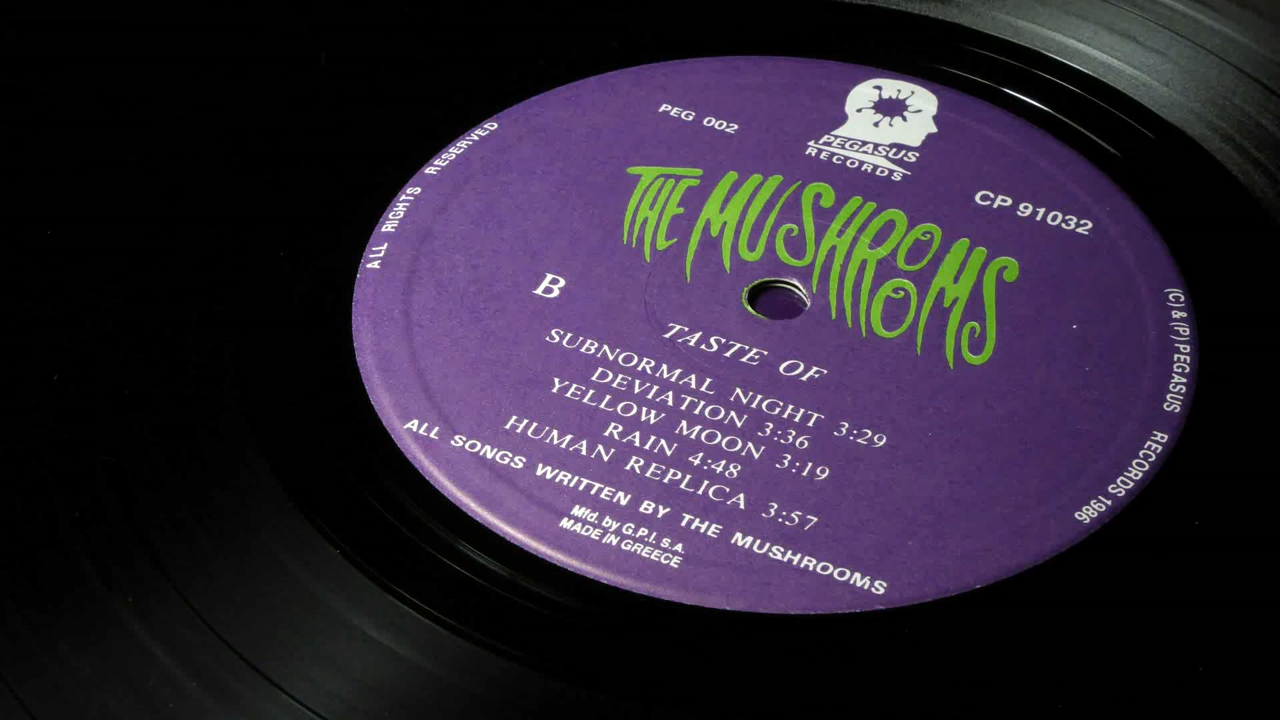 PEG 002
PEGASUS
RECORDS
CP 91032
THE MUSHROOMS
B
TASTE OF
SUBNORMAL NIGHT 3:29
DEVIATION 3:36
YELLOW MOON 3:19
RAIN 4:48
HUMAN REPLICA 3:57
ALL SONGS WRITTEN BY THE MUSHROOMS
Mfd. by G.P.I. S.A.
MADE IN GREECE
ALL RIGHTS RESERVED
(C) & (P) PEGASUS RECORDS 1986